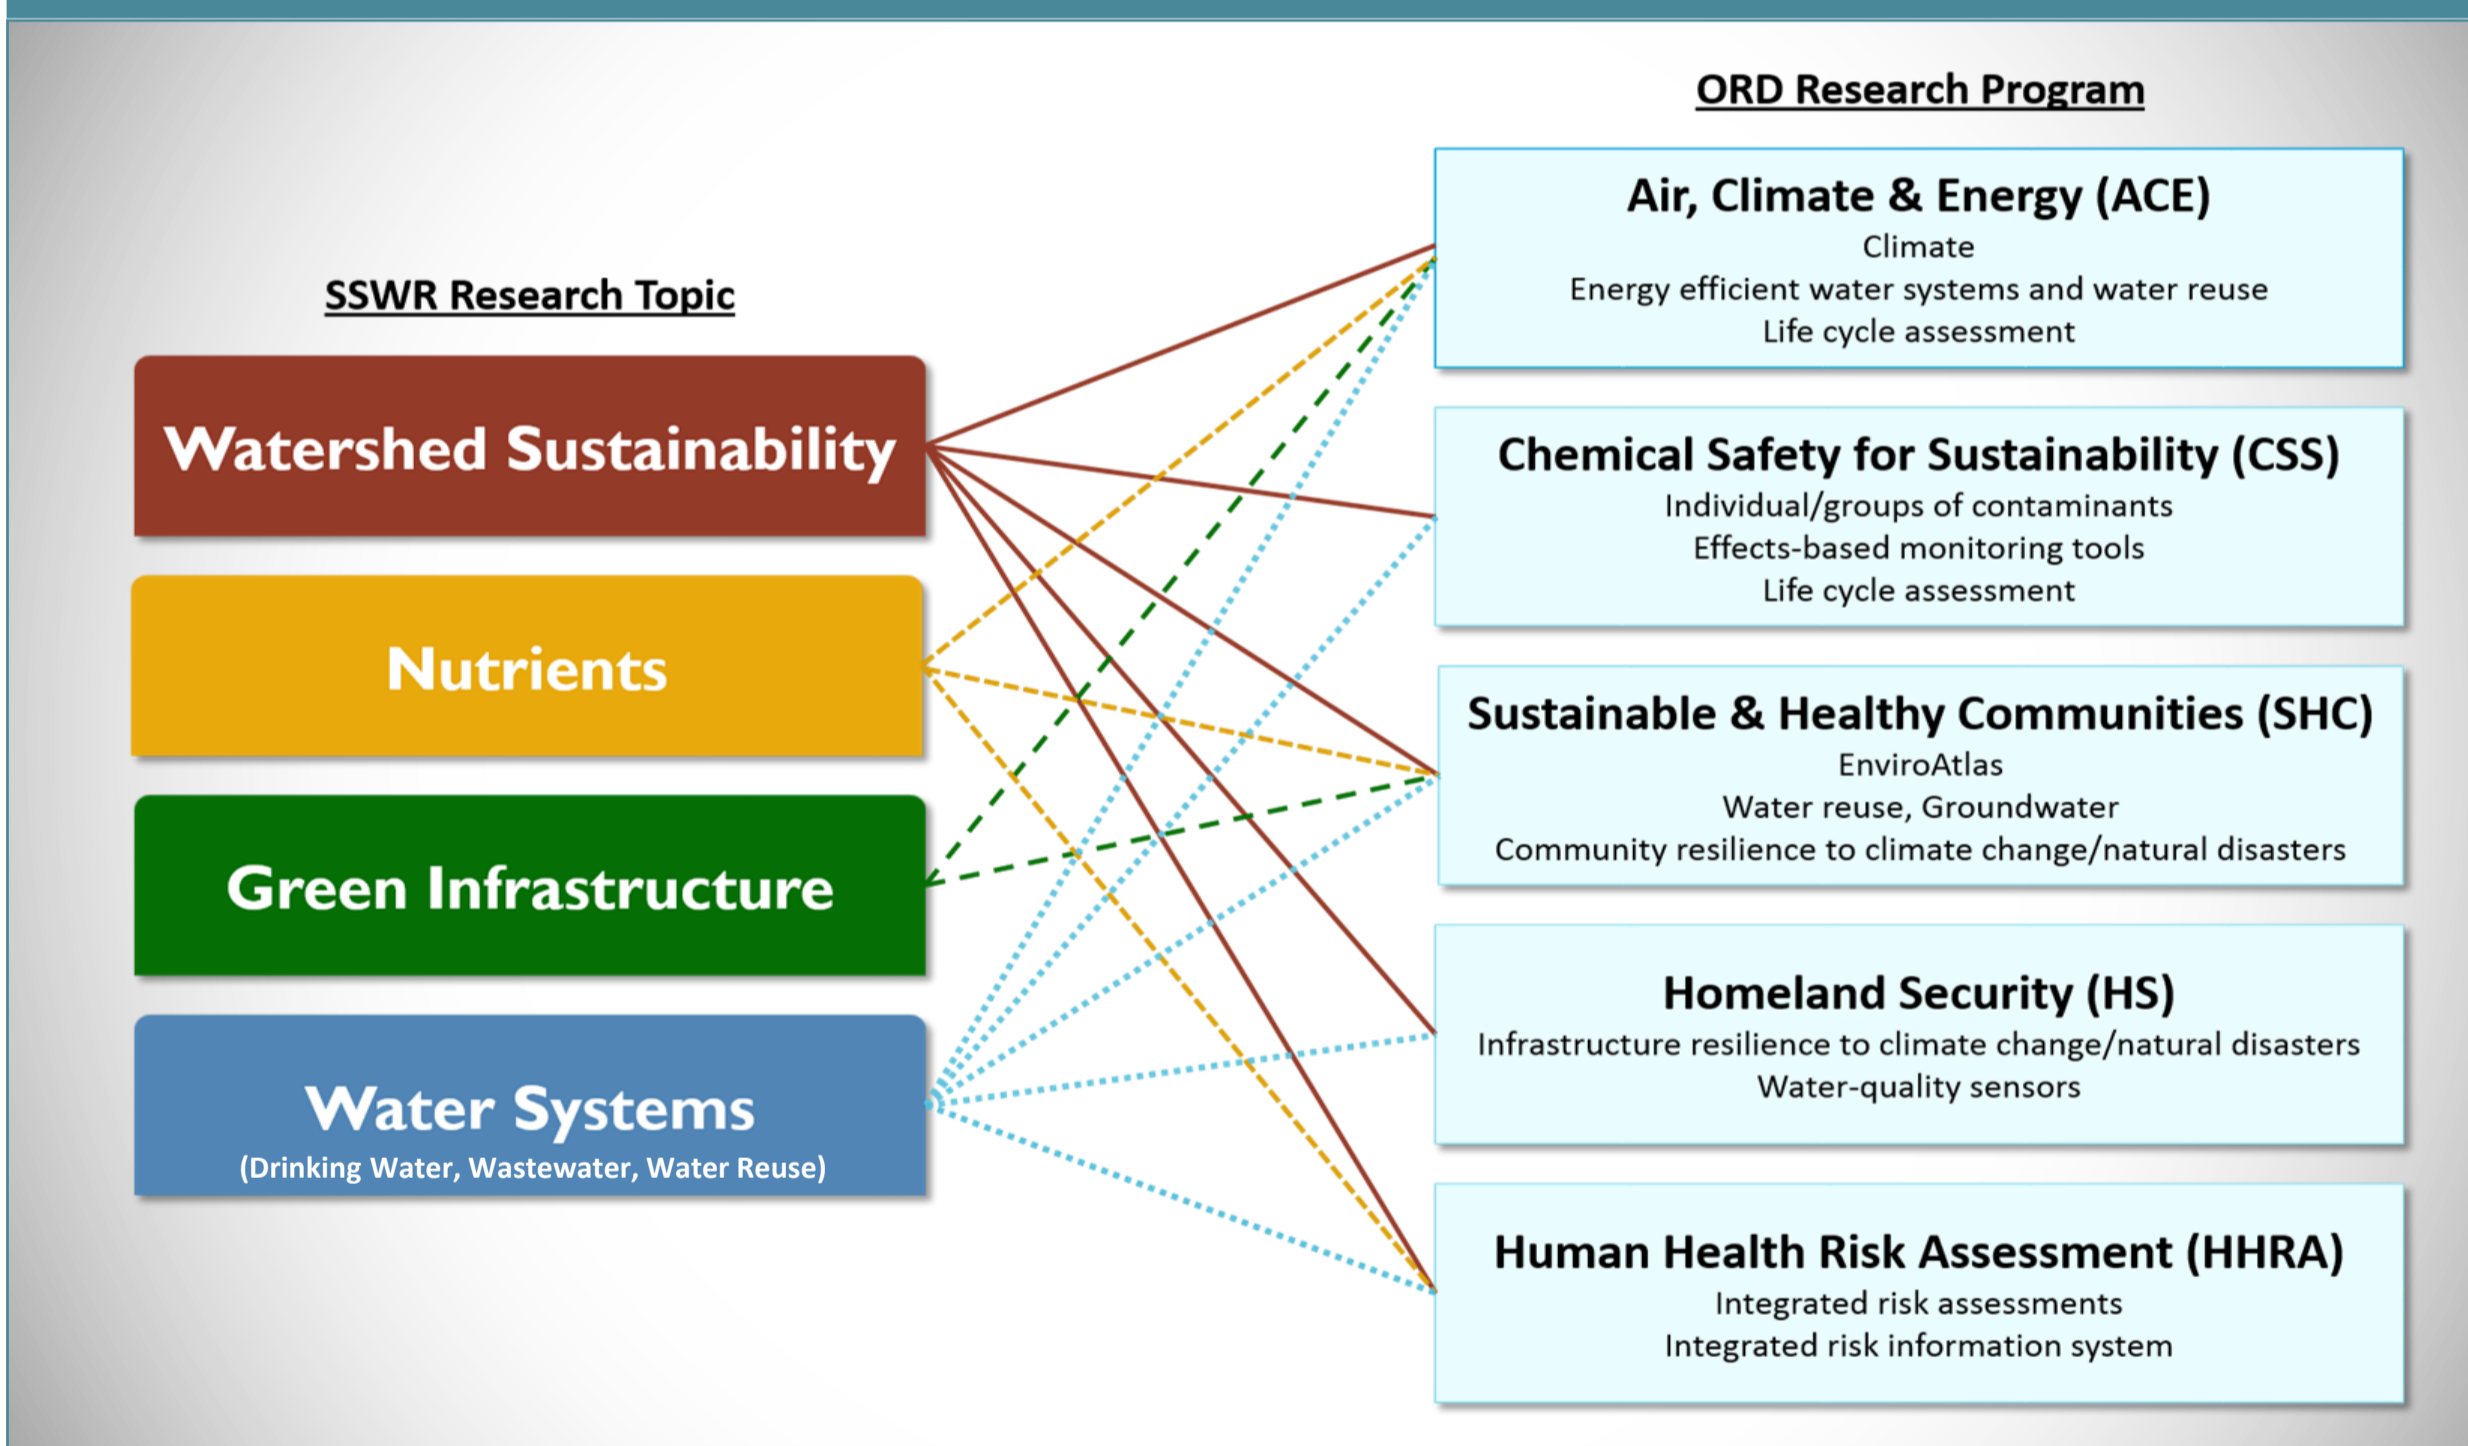 SSWR Research Topic
Watershed Sustainability
Nutrients
Green Infrastructure
Water Systems
(Drinking Water, Wastewater, Water Reuse)
ORD Research Program
Air, Climate & Energy (ACE)
Climate
Energy efficient water systems and water reuse
Life cycle assessment
Chemical Safety for Sustainability (CSS)
Individual/groups of contaminants
Effects-based monitoring tools
Life cycle assessment
Sustainable & Healthy Communities (SHC)
EnviroAtlas
Water reuse, Groundwater
Community resilience to climate change/natural disasters
Homeland Security (HS)
Infrastructure resilience to climate change/natural disasters
Water-quality sensors
Human Health Risk Assessment (HHRA)
Integrated risk assessments
Integrated risk information system